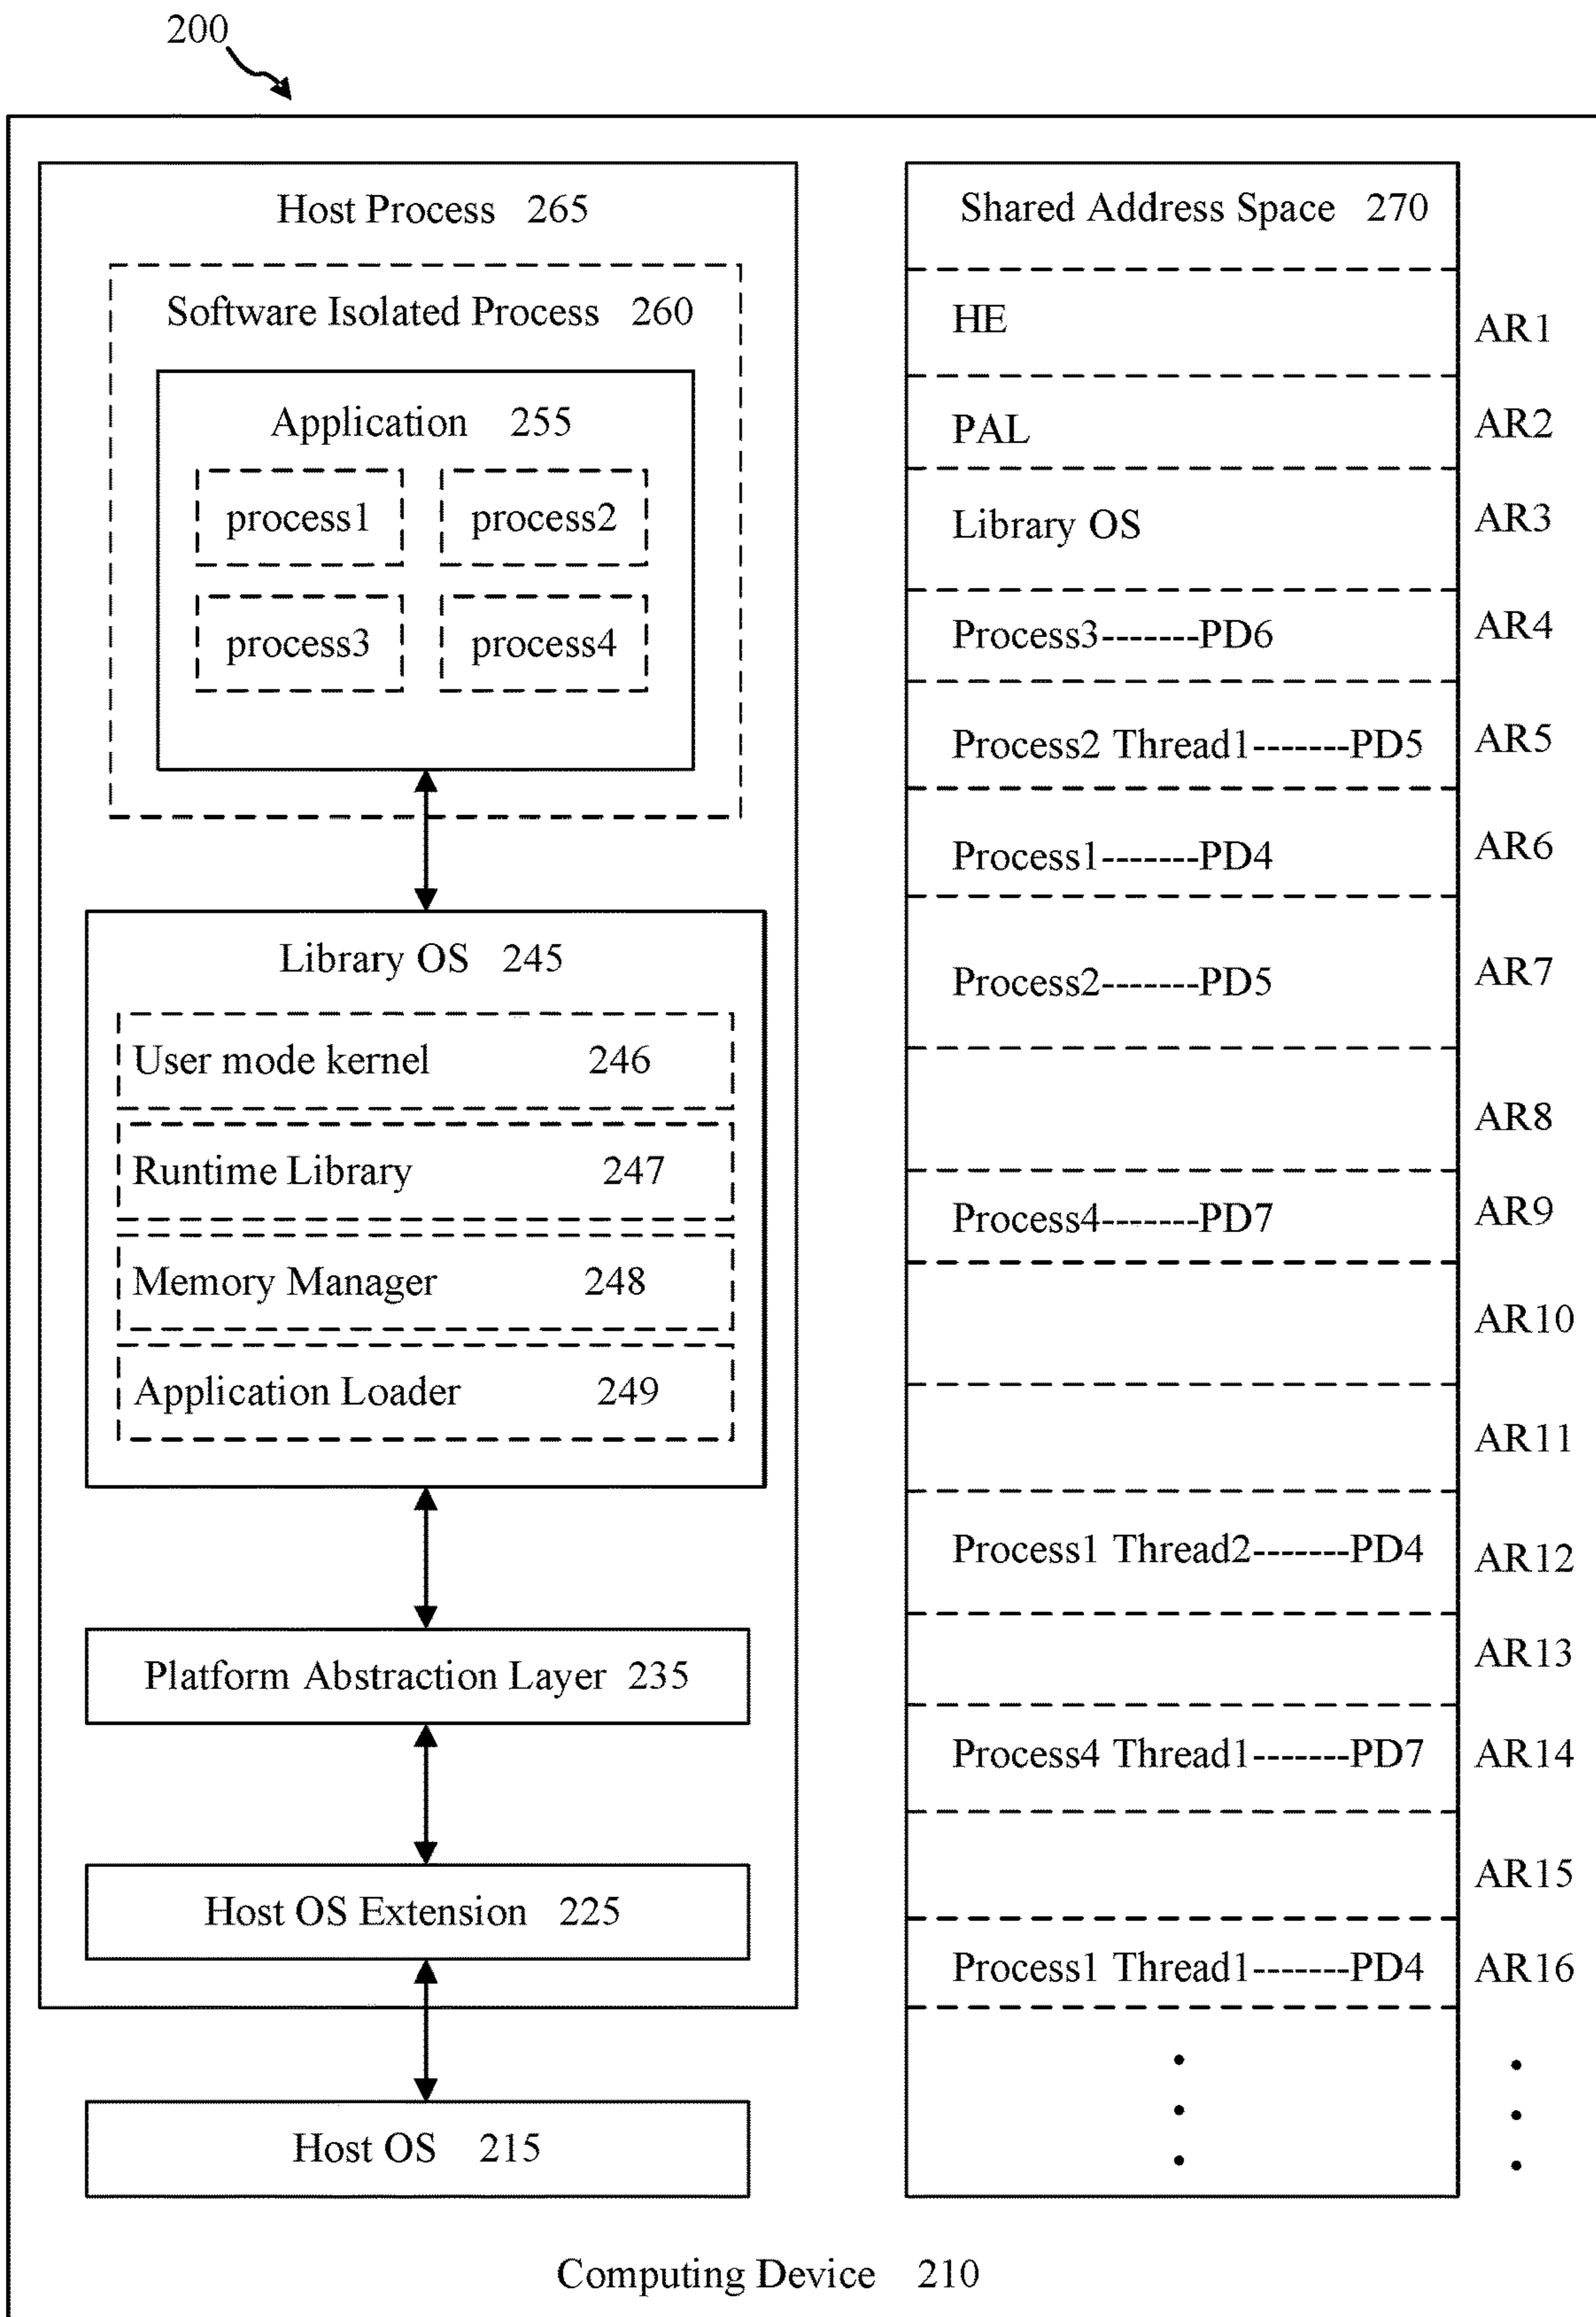 200
Host Process 265
Software Isolated Process 260
Application 255
process1 process2
process3 process4
Library OS 245
User mode kernel 246
Runtime Library 247
Memory Manager 248
Application Loader 249
Platform Abstraction Layer 235
Host OS Extension 225
Host OS 215
Shared Address Space 270
HE AR1
PAL AR2
Library OS AR3
Process3-------PD6 AR4
Process2 Thread1-------PD5 AR5
Process1-------PD4 AR6
Process2-------PD5 AR7
AR8
Process4-------PD7 AR9
AR10
AR11
Process1 Thread2-------PD4 AR12
AR13
Process4 Thread1-------PD7 AR14
AR15
Process1 Thread1-------PD4 AR16
Computing Device 210